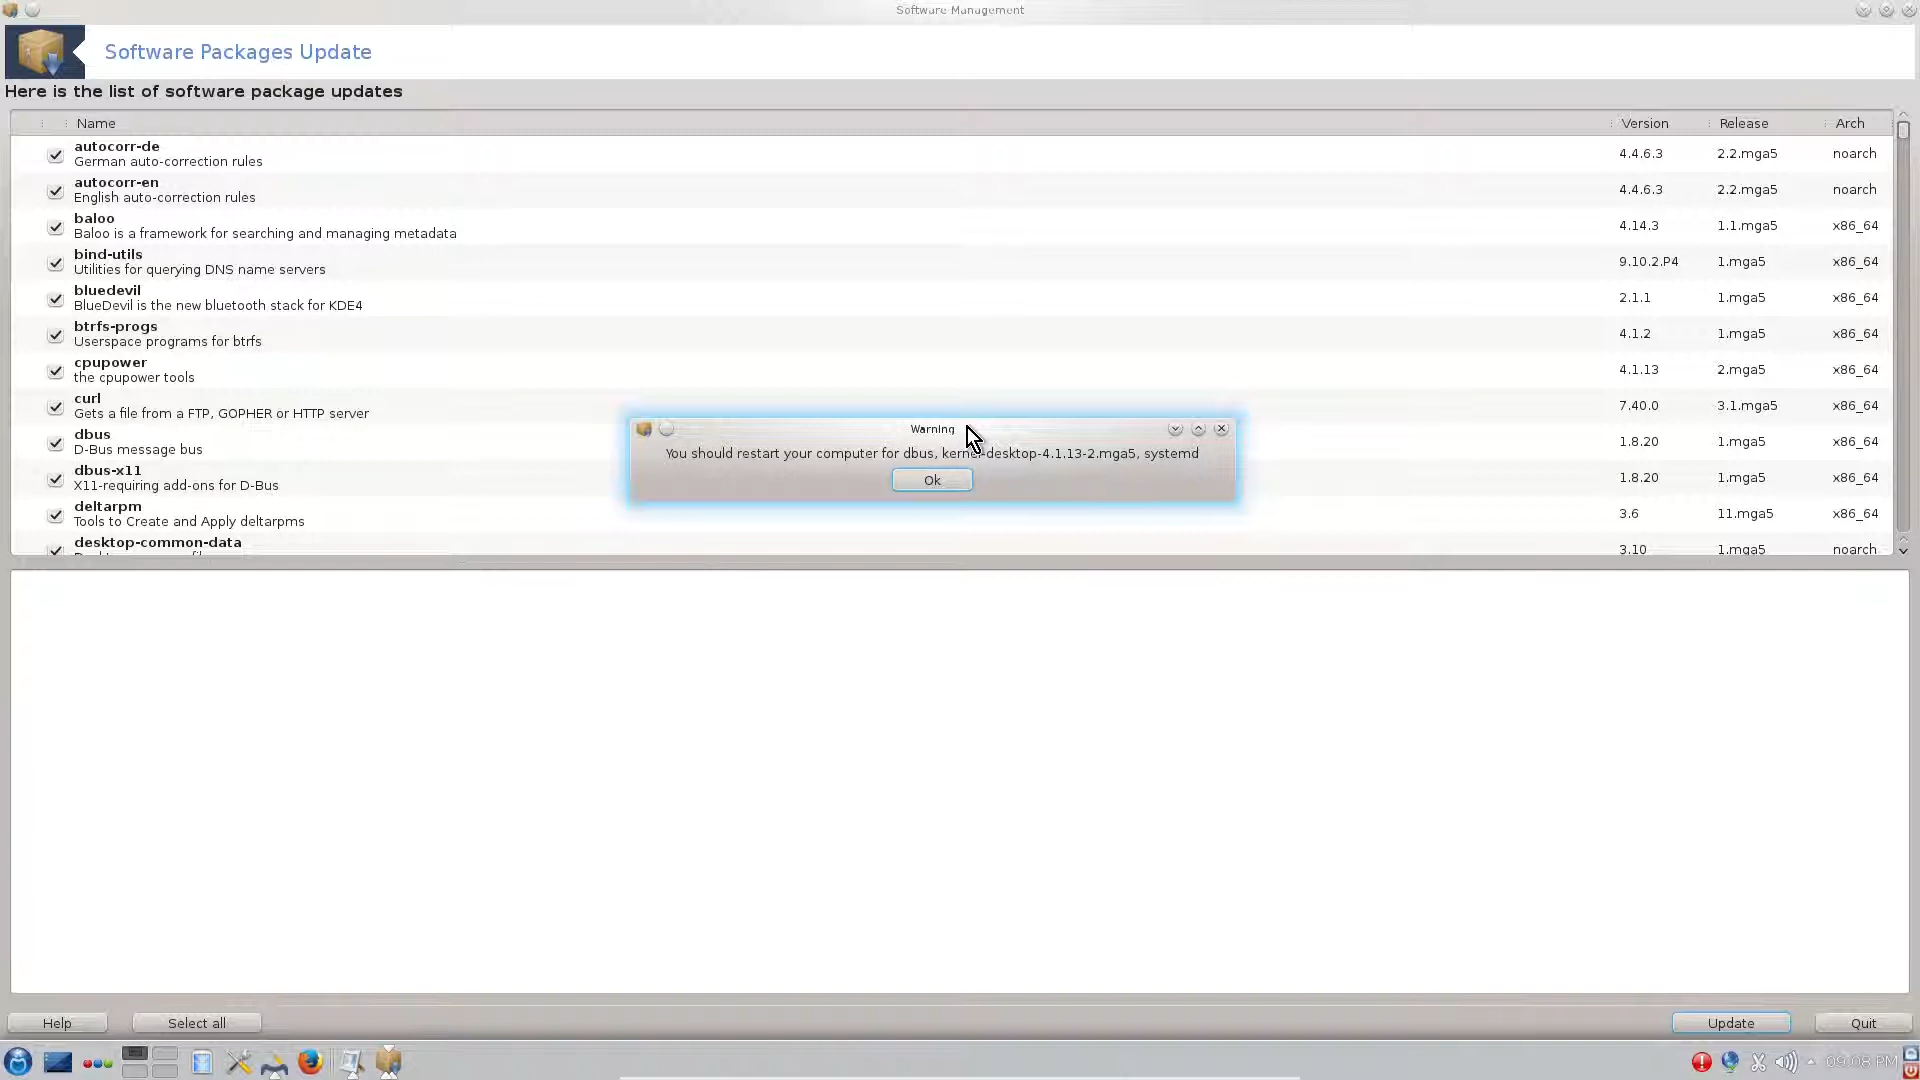 Software Management
Software Packages Update
Here is the list of software package updates
Name Version Release Arch
autocorr-de
German auto-correction rules
4.4.6.3 2.2.mga5 noarch
autocorr-en
English auto-correction rules
4.4.6.3 2.2.mga5 noarch
baloo
Baloo is a framework for searching and managing metadata
4.14.3 1.1.mga5 x86_64
bind-utils
Utilities for querying DNS name servers
9.10.2.P4 1.mga5 x86_64
bluedevil
BlueDevil is the new bluetooth stack for KDE4
2.1.1 1.mga5 x86_64
btrfs-progs
Userspace programs for btrfs
4.1.2 1.mga5 x86_64
cpupower
the cpupower tools
4.1.13 2.mga5 x86_64
curl
Gets a file from a FTP, GOPHER or HTTP server
7.40.0 3.1.mga5 x86_64
dbus
D-Bus message bus
1.8.20 1.mga5 x86_64
dbus-x11
X11-requiring add-ons for D-Bus
1.8.20 1.mga5 x86_64
deltarpm
Tools to Create and Apply deltarpms
3.6 11.mga5 x86_64
desktop-common-data
3.10 1.mga5 noarch
Warning
You should restart your computer for dbus, kernel-desktop-4.1.13-2.mga5, systemd
Ok
Help Select all Update Quit
09:08 PM